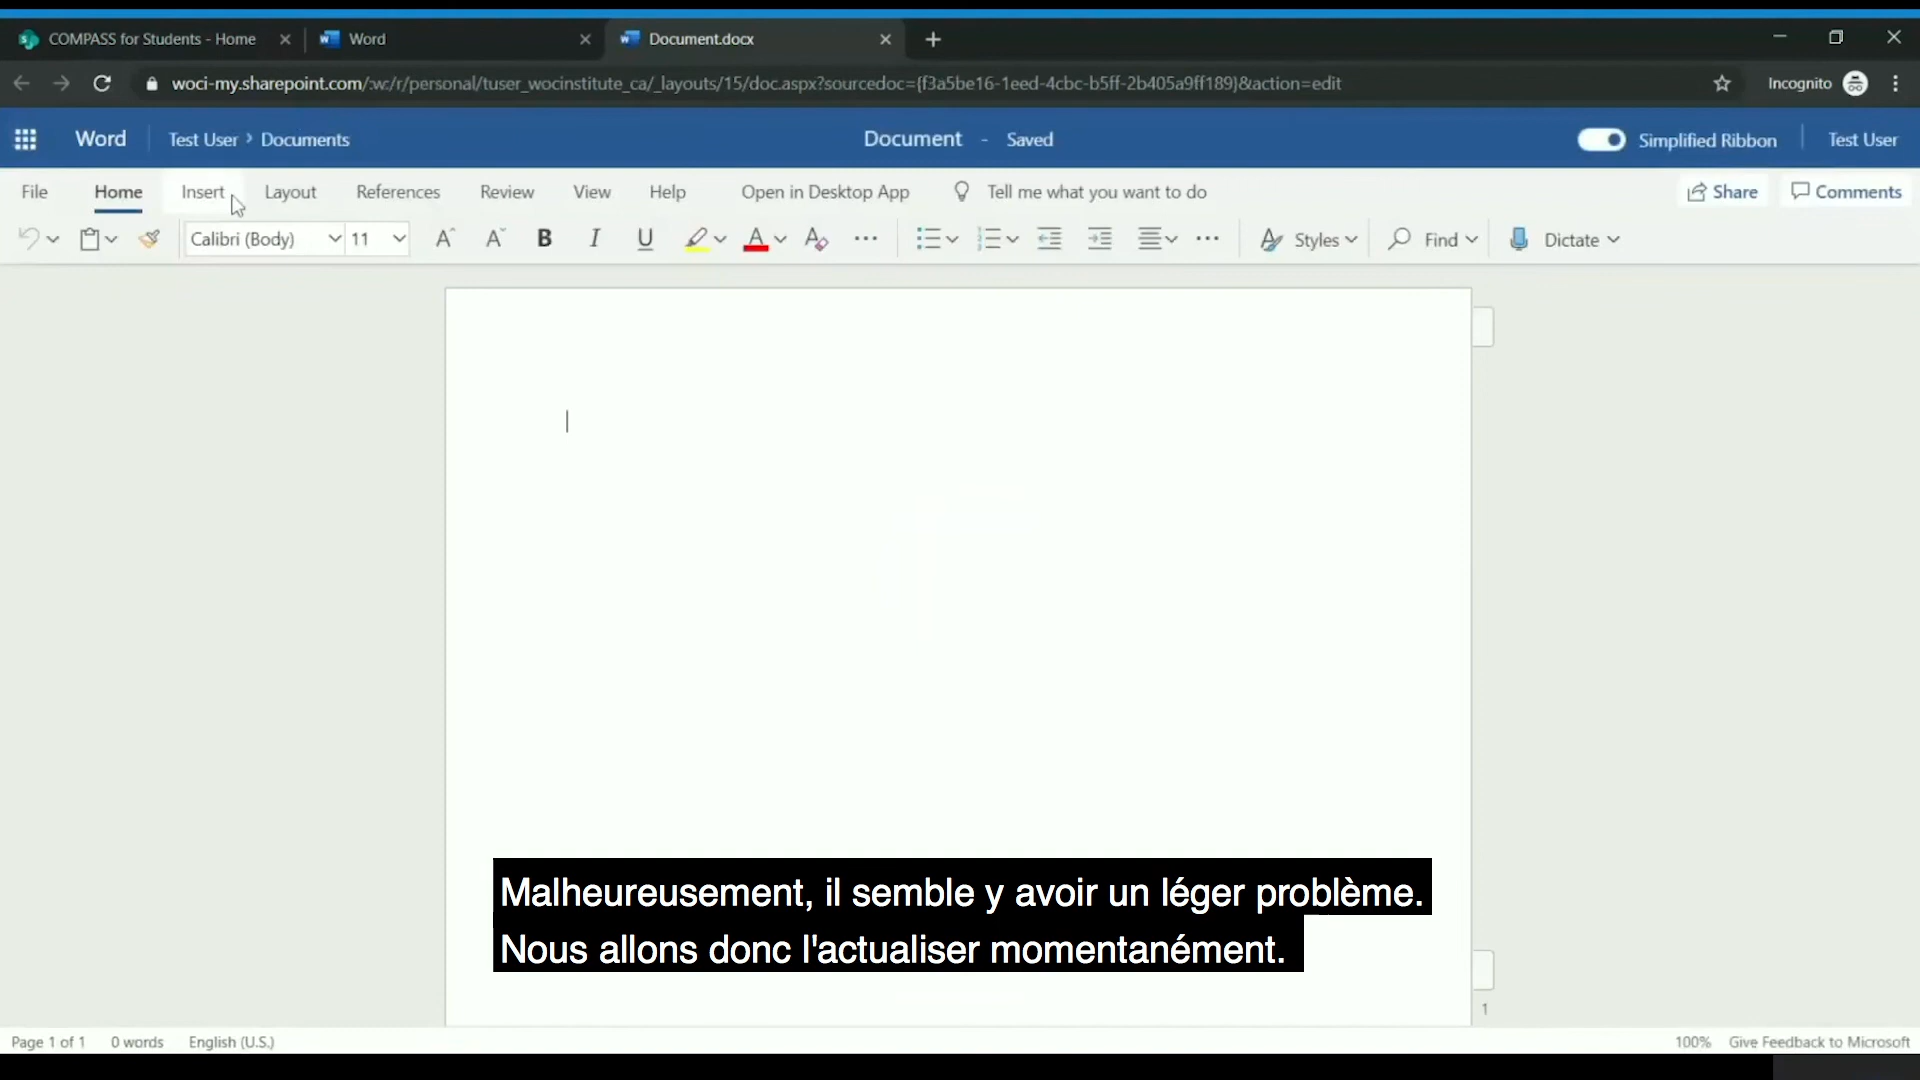 COMPASS for Students - Home
Word
Document.docx
woci-my.sharepoint.com/:w:/r/personal/tuser_wocinstitute_ca/_layouts/15/doc.aspx?sourcedoc={f3a5be16-1eed-4cbc-b5ff-2b405a9ff189}&action=edit
Incognito
Word Test User > Documents Document - Saved Simplified Ribbon Test User
File Home Insert Layout References Review View Help Open in Desktop App Tell me what you want to do Share Comments
Calibri (Body) 11 A A B I U A A Styles Find Dictate
Malheureusement, il semble y avoir un léger problème.
Nous allons donc l'actualiser momentanément.
1
Page 1 of 1 0 words English (U.S.) 100% Give Feedback to Microsoft